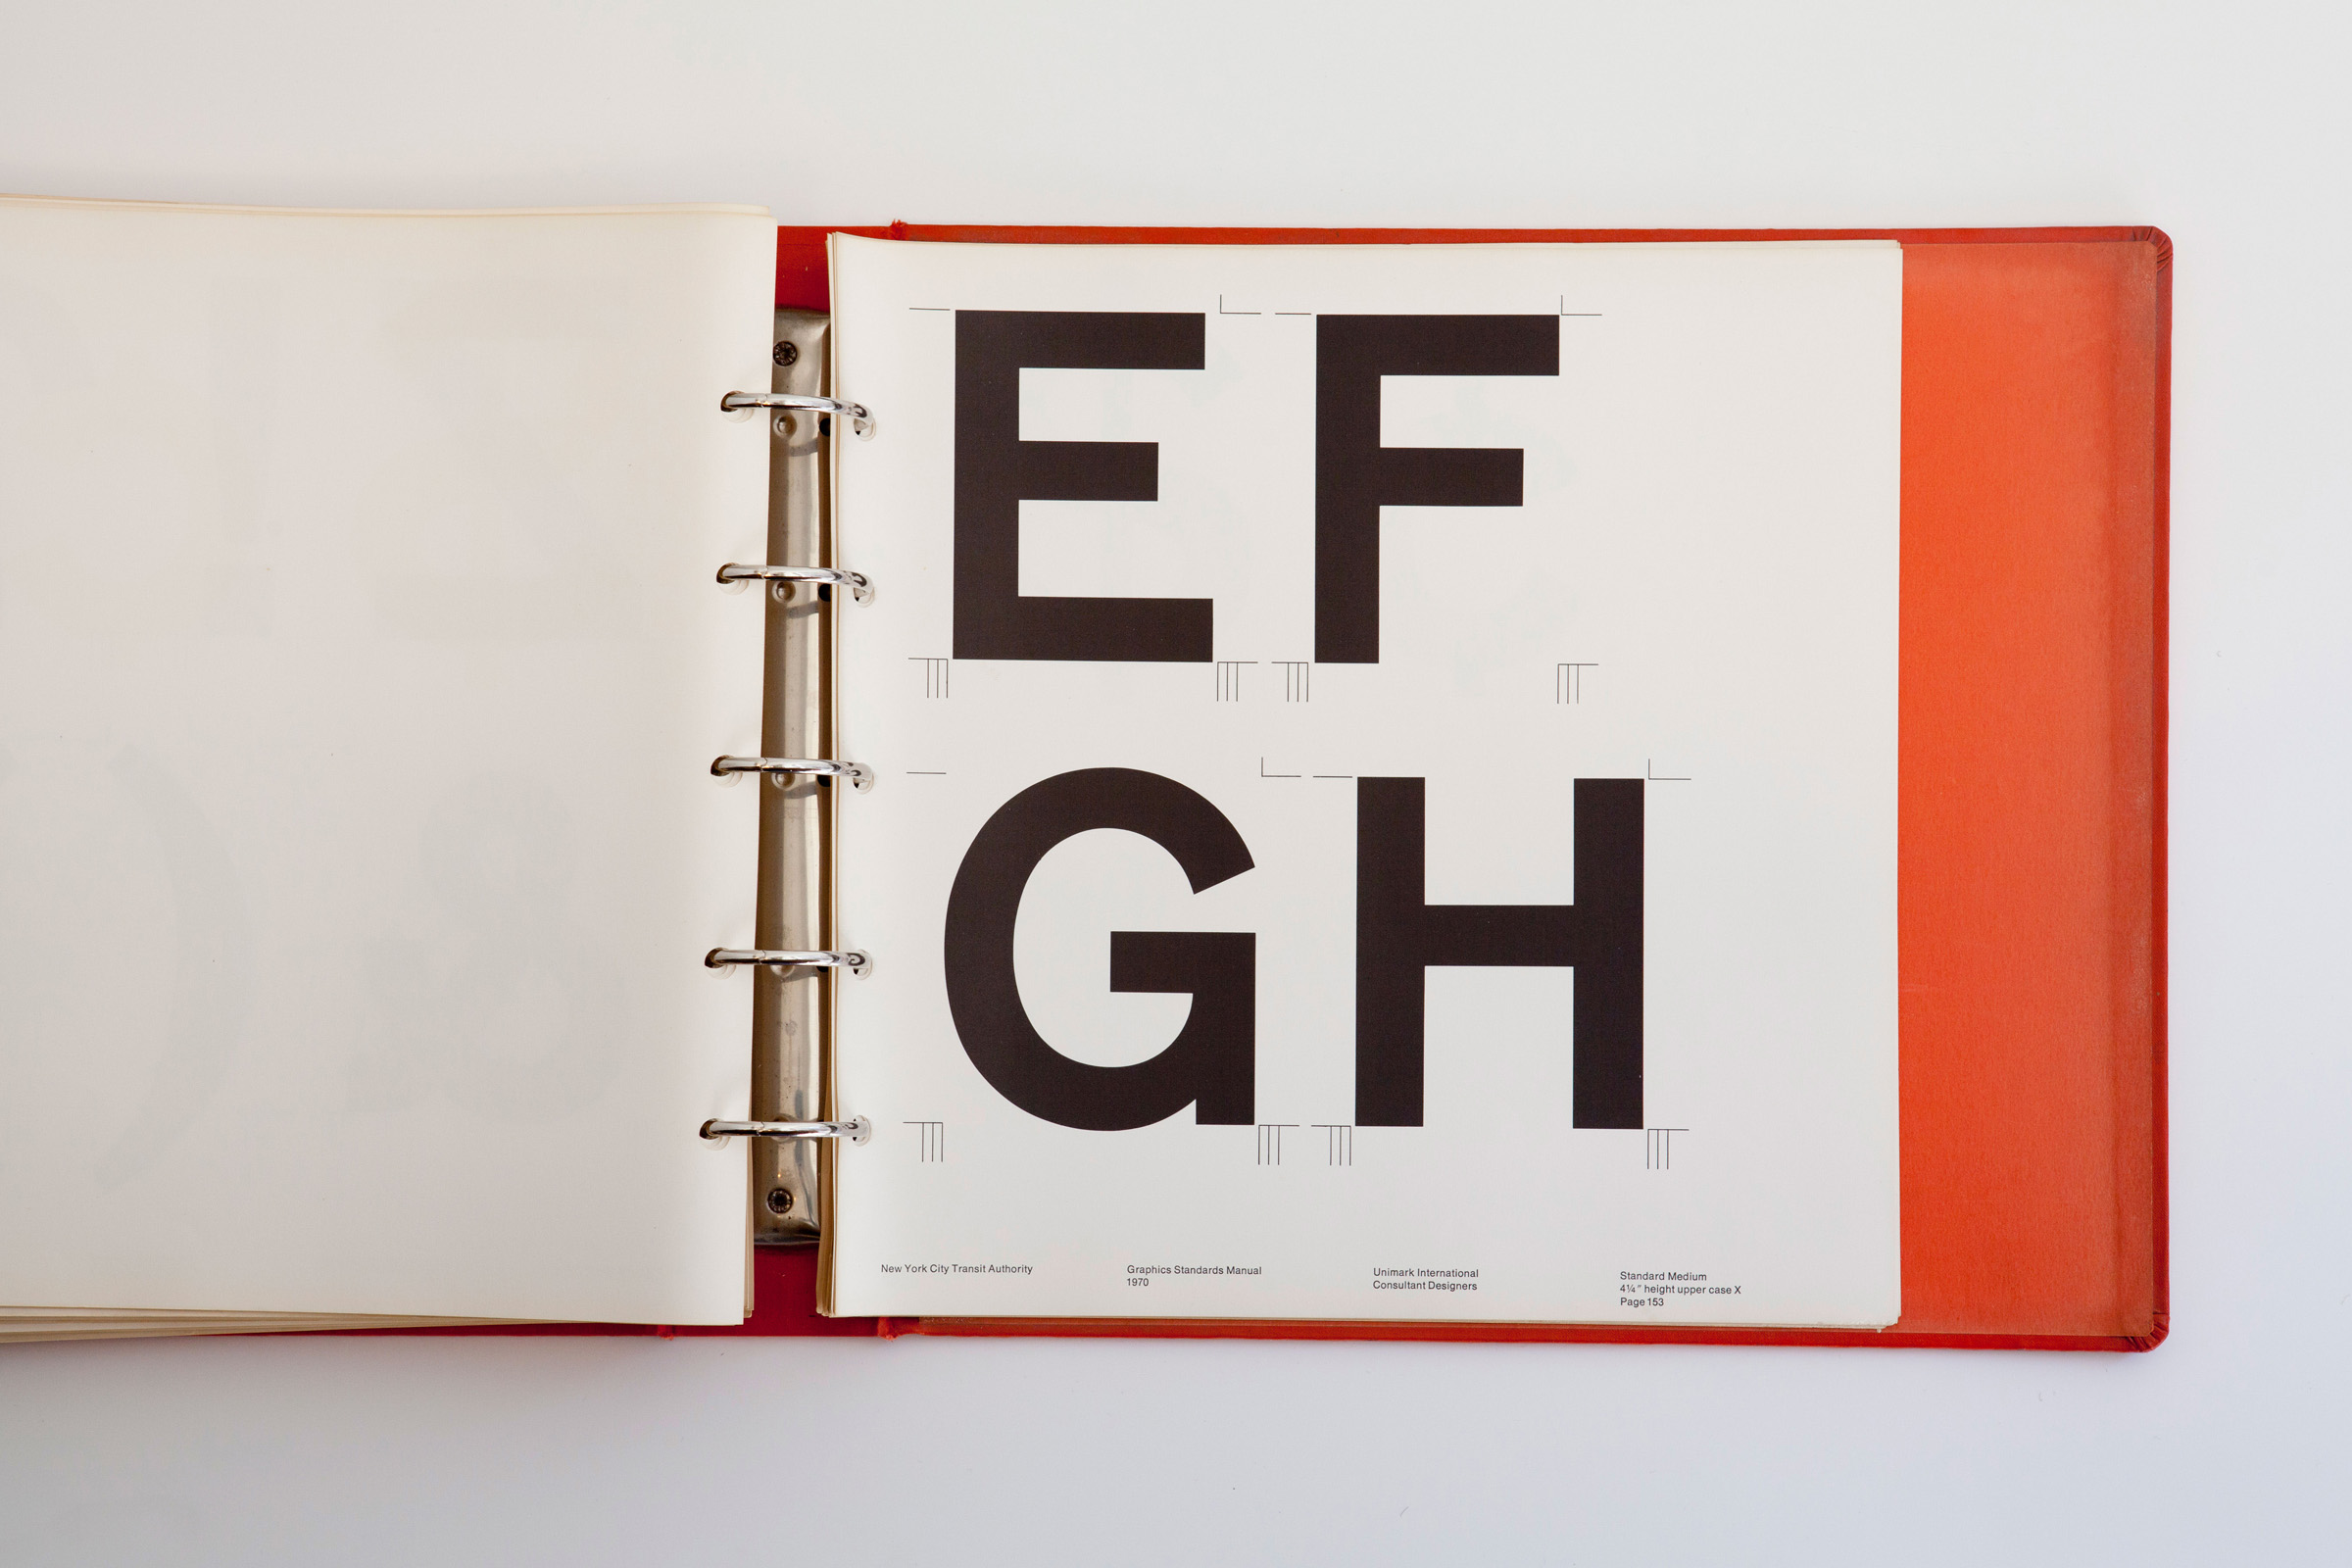 EF
GH
New York City Transit Authority
Graphics Standards Manual
1970
Unimark International
Consultant Designers
Standard Medium
4¼″ height upper case X
Page 153